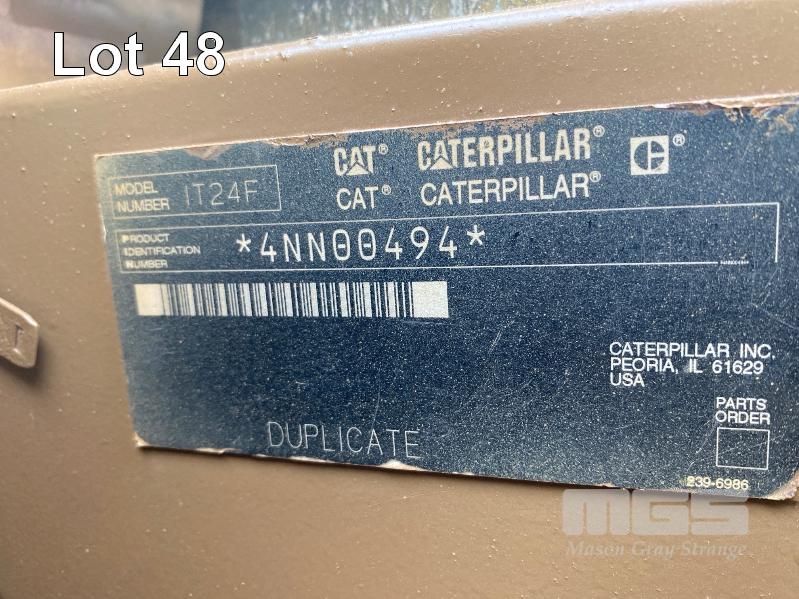 Lot 48
CAT® CATERPILLAR® C®
CAT® CATERPILLAR®
MODEL NUMBER IT24F
PRODUCT IDENTIFICATION NUMBER *4NN00494*
CATERPILLAR INC.
PEORIA, IL 61629
USA
PARTS ORDER
DUPLICATE
239-6986
MGS
Mason Gray Strange